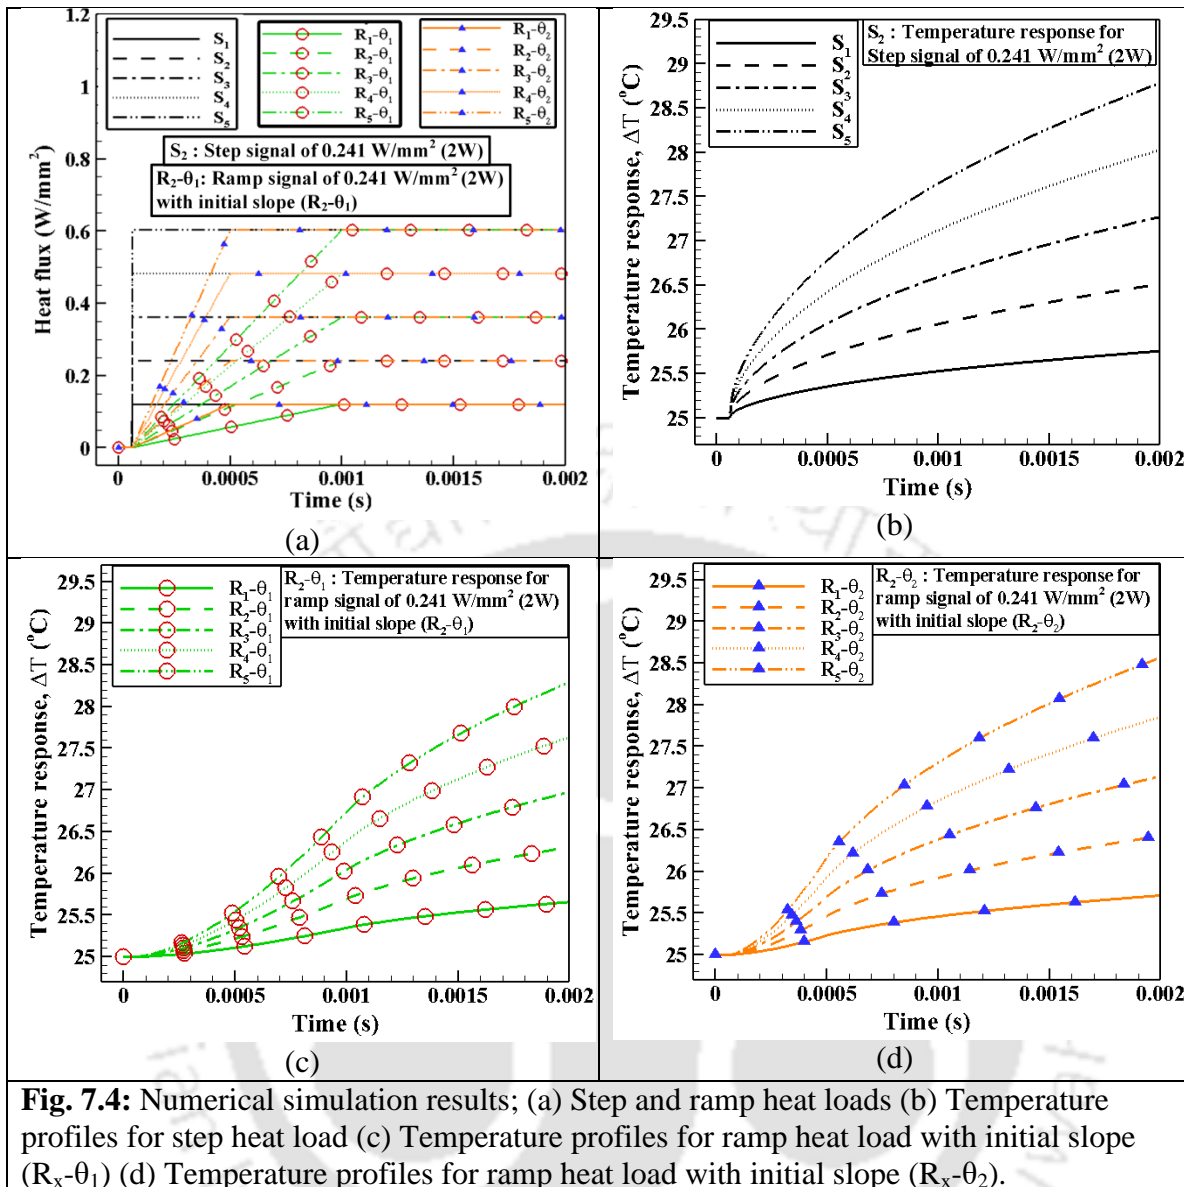 1.2
1
0.8
0.6
0.4
0.2
0
Heat flux (W/mm²)
S₁
S₂
S₃
S₄
S₅
R₁-θ₁
R₂-θ₁
R₃-θ₁
R₄-θ₁
R₅-θ₁
R₁-θ₂
R₂-θ₂
R₃-θ₂
R₄-θ₂
R₅-θ₂
S₂ : Step signal of 0.241 W/mm² (2W)
R₂-θ₁: Ramp signal of 0.241 W/mm² (2W)
with initial slope (R₂-θ₁)
0 0.0005 0.001 0.0015 0.002
Time (s)
(a)
29.5
29
28.5
28
27.5
27
26.5
26
25.5
25
Temperature response, ΔT (°C)
S₁
S₂
S₃
S₄
S₅
S₂ : Temperature response for
Step signal of 0.241 W/mm² (2W)
0 0.0005 0.001 0.0015 0.002
Time (s)
(b)
29.5
29
28.5
28
27.5
27
26.5
26
25.5
25
Temperature response, ΔT (°C)
R₁-θ₁
R₂-θ₁
R₃-θ₁
R₄-θ₁
R₅-θ₁
R₂-θ₁ : Temperature response for
ramp signal of 0.241 W/mm² (2W)
with initial slope (R₂-θ₁)
0 0.0005 0.001 0.0015 0.002
Time (s)
(c)
29.5
29
28.5
28
27.5
27
26.5
26
25.5
25
Temperature response, ΔT (°C)
R₁-θ₂
R₂-θ₂
R₃-θ₂
R₄-θ₂
R₅-θ₂
R₂-θ₂ : Temperature response for
ramp signal of 0.241 W/mm² (2W)
with initial slope (R₂-θ₂)
0 0.0005 0.001 0.0015 0.002
Time (s)
(d)
Fig. 7.4: Numerical simulation results; (a) Step and ramp heat loads (b) Temperature
profiles for step heat load (c) Temperature profiles for ramp heat load with initial slope
(Rₓ-θ₁) (d) Temperature profiles for ramp heat load with initial slope (Rₓ-θ₂).